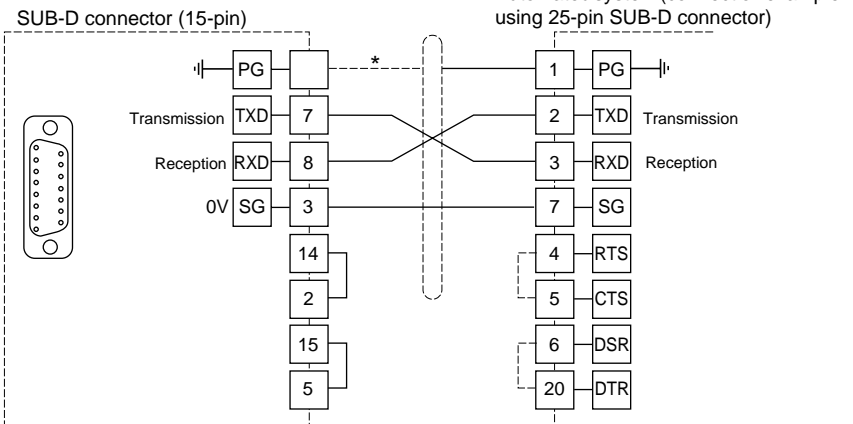 SUB-D connector (15-pin)
using 25-pin SUB-D connector)
PG * 1 PG
Transmission TXD 7 2 TXD Transmission
Reception RXD 8 3 RXD Reception
0V SG 3 7 SG
14 4 RTS
2 5 CTS
15 6 DSR
5 20 DTR